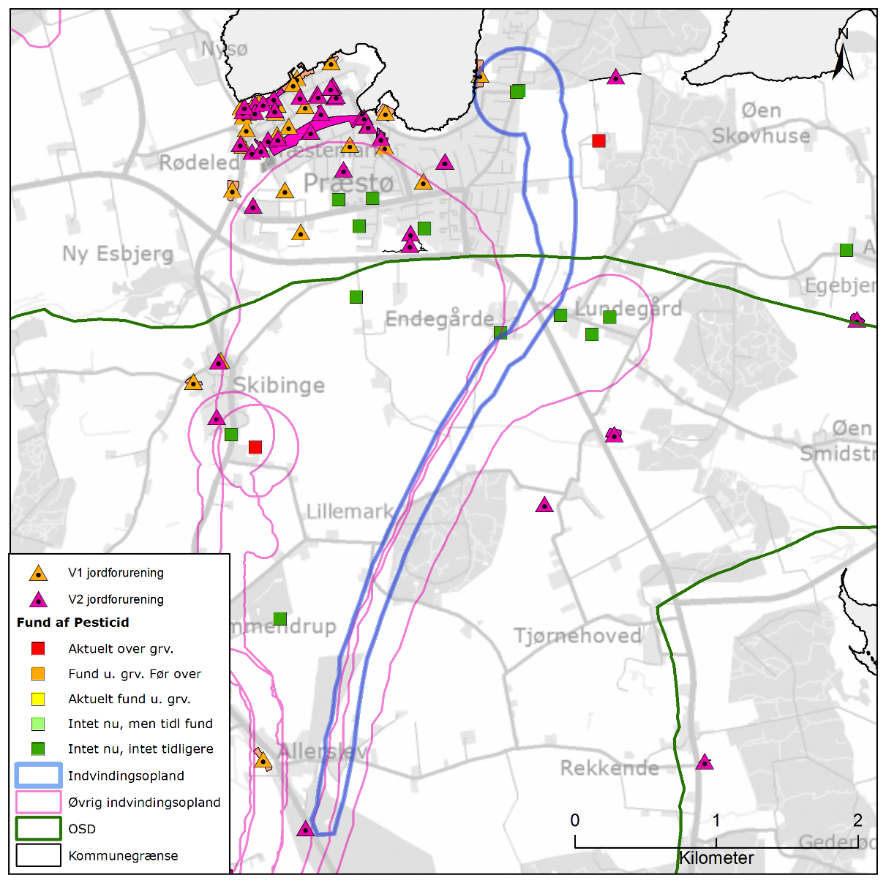 Nysø
N
Øen
Skovhuse
Rødeled
Præstø
Ny Esbjerg
Egebjer
Endegårde
Lundegård
Skibinge
Øen
Smidstr
Lillemark
mmendrup
Tjørnehoved
Allerslev
Rekkende
V1 jordforurening
V2 jordforurening
Fund af Pesticid
Aktuelt over grv.
Fund u. grv. Før over
Aktuelt fund u. grv.
Intet nu, men tidl fund
Intet nu, intet tidligere
Indvindingsopland
Øvrig indvindingsopland
OSD
Kommunegrænse
0 1 2
Kilometer
Gederød